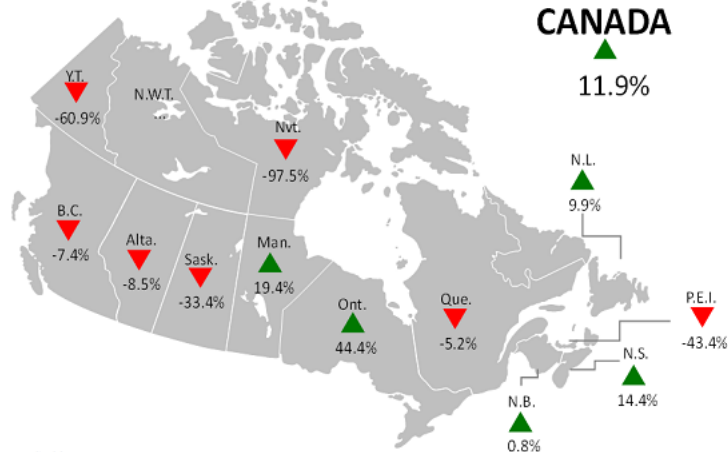 CANADA
11.9%
Y.T.
-60.9%
N.W.T.
...
Nvt.
-97.5%
N.L.
9.9%
B.C.
-7.4%
Alta.
-8.5%
Sask.
-33.4%
Man.
19.4%
Ont.
44.4%
Que.
-5.2%
P.E.I.
-43.4%
N.S.
14.4%
N.B.
0.8%